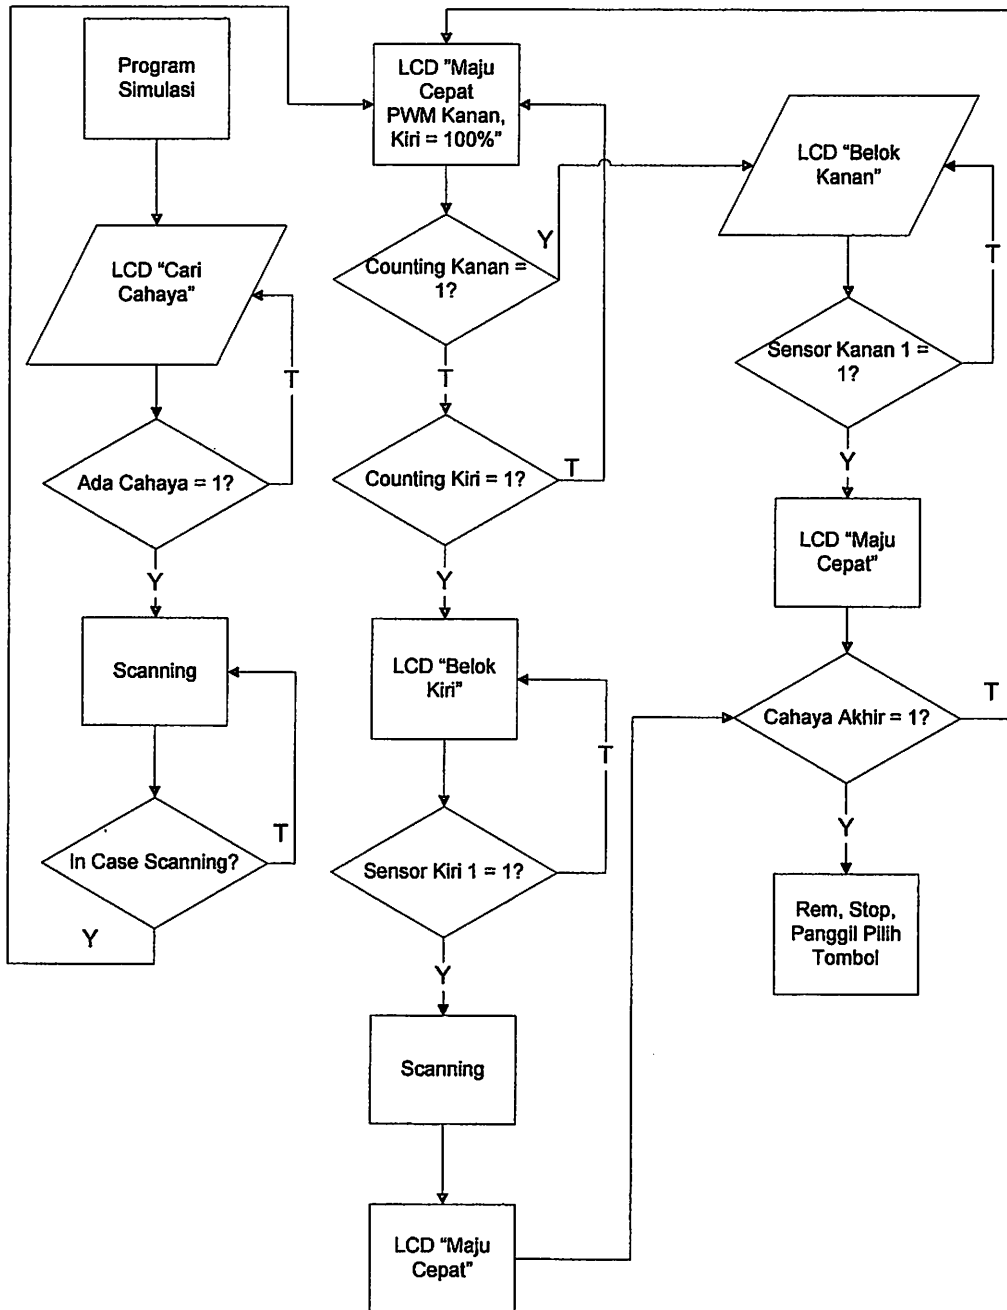 Program
Simulasi
LCD “Cari
Cahaya”
T
Ada Cahaya = 1?
Y
Scanning
T
In Case Scanning?
Y
LCD "Maju
Cepat
PWM Kanan,
Kiri = 100%”
Y
Counting Kanan =
1?
T
Counting Kiri = 1?
T
Y
LCD “Belok
Kiri”
T
Sensor Kiri 1 = 1?
Y
Scanning
LCD “Maju
Cepat”
LCD “Belok
Kanan”
T
Sensor Kanan 1 =
1?
Y
LCD “Maju
Cepat”
T
Cahaya Akhir = 1?
Y
Rem, Stop,
Panggil Pilih
Tombol